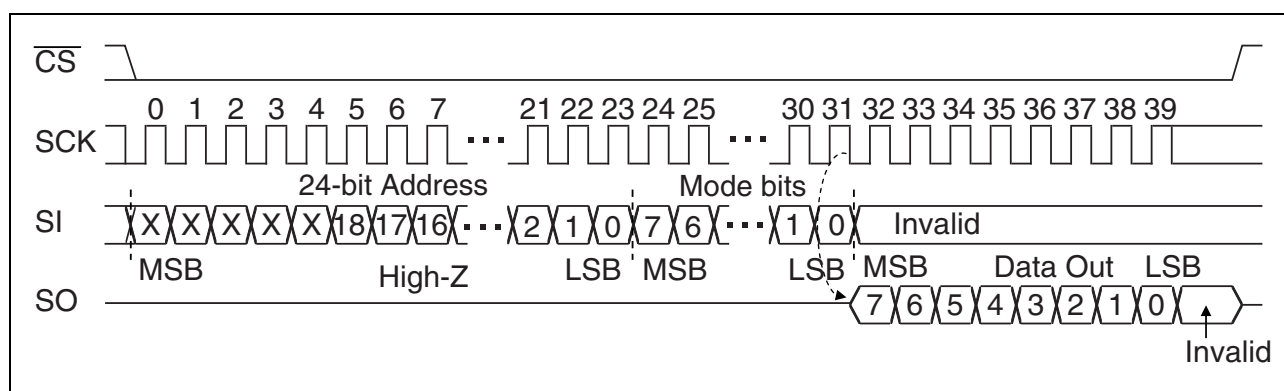 CS
0 1 2 3 4 5 6 7 21 22 23 24 25 30 31 32 33 34 35 36 37 38 39
SCK ... ...
24-bit Address Mode bits
SI X X X X X 18 17 16 ... 2 1 0 7 6 ... 1 0 Invalid
MSB High-Z LSB MSB LSB MSB Data Out LSB
SO 7 6 5 4 3 2 1 0
Invalid